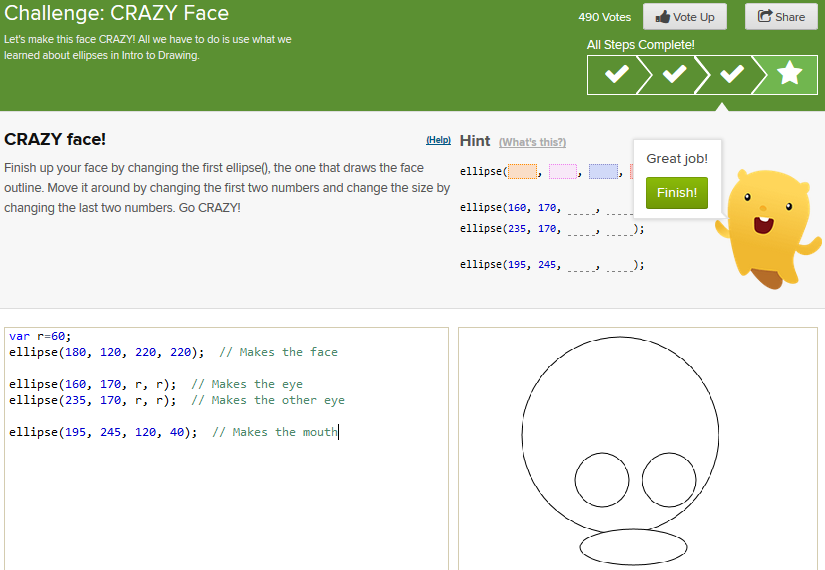 Challenge: CRAZY Face
490 Votes
Vote Up
Share
Let's make this face CRAZY! All we have to do is use what we
learned about ellipses in Intro to Drawing.
All Steps Complete!
CRAZY face!
(Help)
Finish up your face by changing the first ellipse(), the one that draws the face
outline. Move it around by changing the first two numbers and change the size by
changing the last two numbers. Go CRAZY!
Hint (What's this?)
ellipse( , , ,
ellipse(160, 170, ____, ____
ellipse(235, 170, ____, ____);
ellipse(195, 245, ____, ____);
Great job!
Finish!
var r=60;
ellipse(180, 120, 220, 220);  // Makes the face
ellipse(160, 170, r, r);  // Makes the eye
ellipse(235, 170, r, r);  // Makes the other eye
ellipse(195, 245, 120, 40);  // Makes the mouth